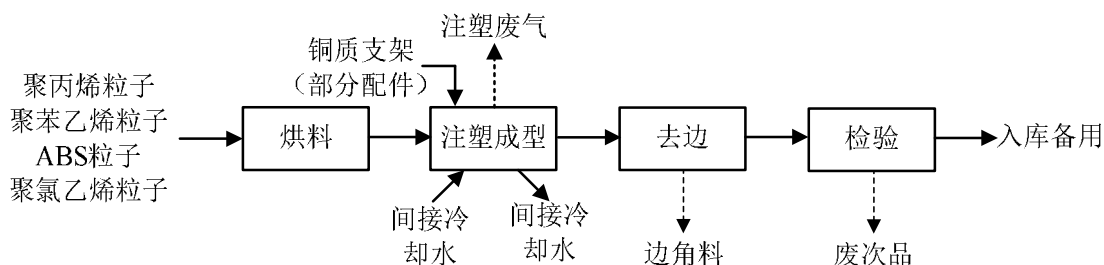 注塑废气
铜质支架
（部分配件）
聚丙烯粒子
聚苯乙烯粒子
ABS粒子
聚氯乙烯粒子
烘料
注塑成型
去边
检验
入库备用
间接冷
却水
间接冷
却水
边角料
废次品